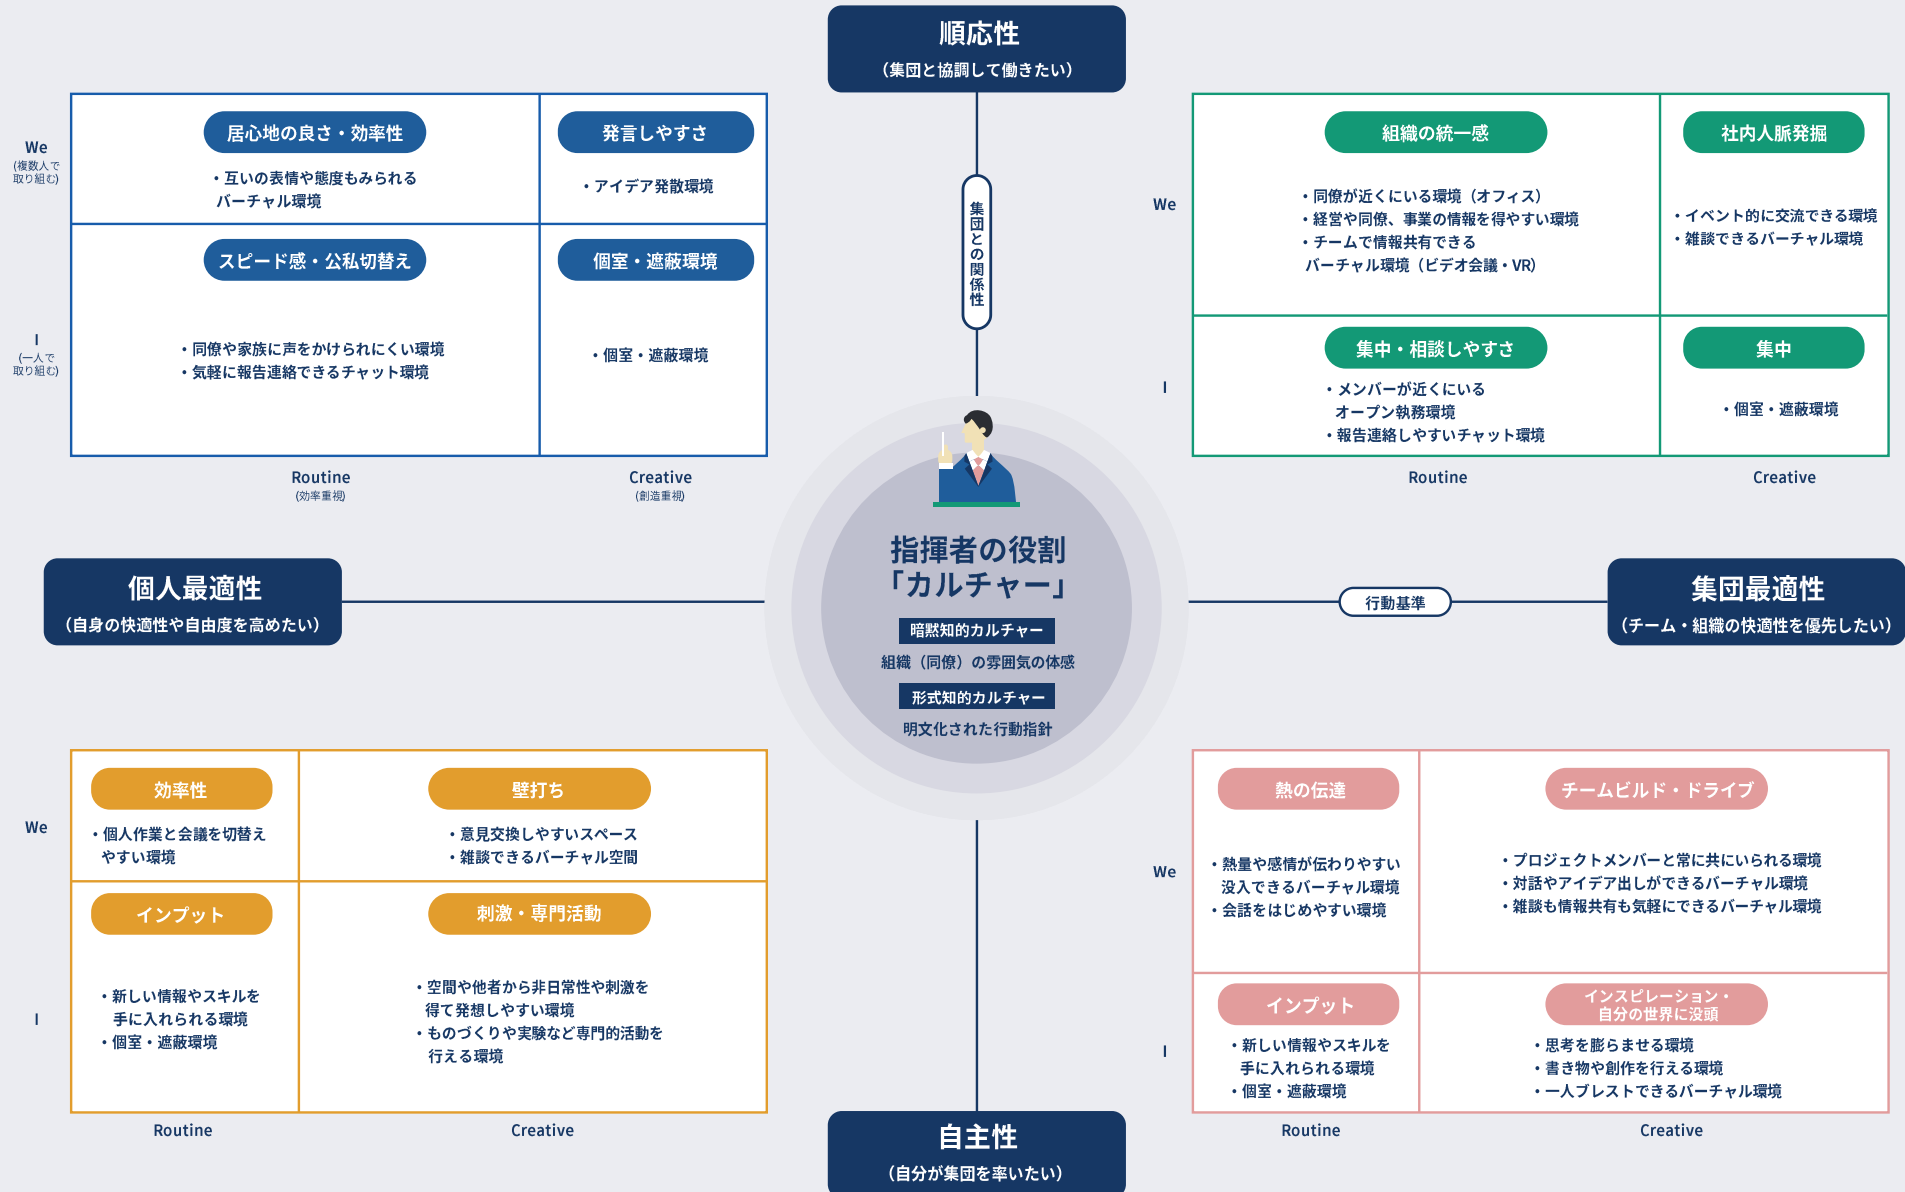 順応性
（集団と協調して働きたい）
We
(複数人で
取り組む)
居心地の良さ・効率性
・互いの表情や態度もみられる
バーチャル環境
発言しやすさ
・アイデア発散環境
I
(一人で
取り組む)
スピード感・公私切替え
・同僚や家族に声をかけられにくい環境
・気軽に報告連絡できるチャット環境
個室・遮蔽環境
・個室・遮蔽環境
Routine
(効率重視)
Creative
(創造重視)
集団との関係性
We
組織の統一感
・同僚が近くにいる環境（オフィス）
・経営や同僚、事業の情報を得やすい環境
・チームで情報共有できる
バーチャル環境（ビデオ会議・VR）
社内人脈発掘
・イベント的に交流できる環境
・雑談できるバーチャル環境
I
集中・相談しやすさ
・メンバーが近くにいる
オープン執務環境
・報告連絡しやすいチャット環境
集中
・個室・遮蔽環境
Routine
Creative
個人最適性
（自身の快適性や自由度を高めたい）
指揮者の役割
「カルチャー」
暗黙知的カルチャー
組織（同僚）の雰囲気の体感
形式知的カルチャー
明文化された行動指針
行動基準
集団最適性
（チーム・組織の快適性を優先したい）
We
効率性
・個人作業と会議を切替え
やすい環境
壁打ち
・意見交換しやすいスペース
・雑談できるバーチャル空間
I
インプット
・新しい情報やスキルを
手に入れられる環境
・個室・遮蔽環境
刺激・専門活動
・空間や他者から非日常性や刺激を
得て発想しやすい環境
・ものづくりや実験など専門的活動を
行える環境
Routine
Creative
We
熱の伝達
・熱量や感情が伝わりやすい
没入できるバーチャル環境
・会話をはじめやすい環境
チームビルド・ドライブ
・プロジェクトメンバーと常に共にいられる環境
・対話やアイデア出しができるバーチャル環境
・雑談も情報共有も気軽にできるバーチャル環境
I
インプット
・新しい情報やスキルを
手に入れられる環境
・個室・遮蔽環境
インスピレーション・
自分の世界に没頭
・思考を膨らませる環境
・書き物や創作を行える環境
・一人ブレストできるバーチャル環境
Routine
Creative
自主性
（自分が集団を率いたい）